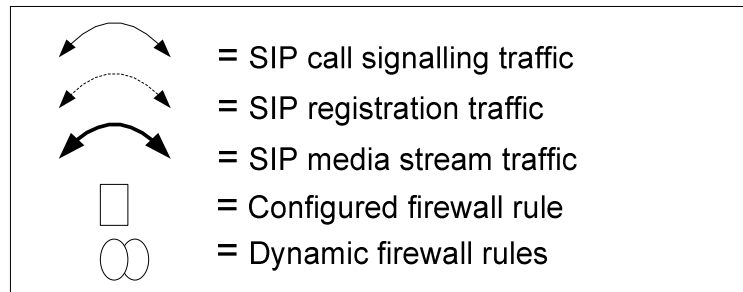 = SIP call signalling traffic
= SIP registration traffic
= SIP media stream traffic
= Configured firewall rule
= Dynamic firewall rules